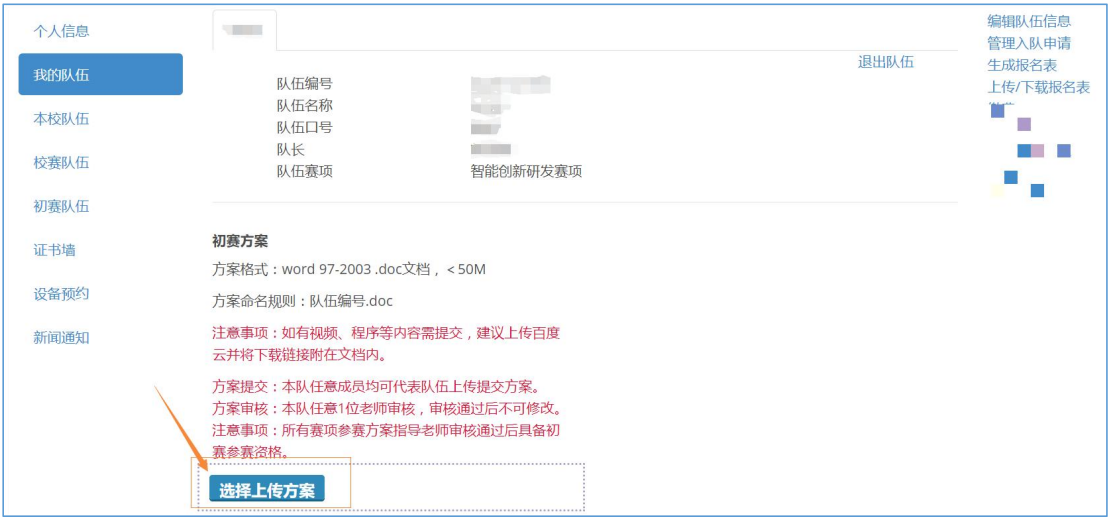 个人信息
我的队伍
本校队伍
校赛队伍
初赛队伍
证书墙
设备预约
新闻通知
退出队伍
队伍编号
队伍名称
队伍口号
队长
队伍赛项 智能创新研发赛项
初赛方案
方案格式：word 97-2003 .doc文档，< 50M
方案命名规则：队伍编号.doc
注意事项：如有视频、程序等内容需提交，建议上传百度
云并将下载链接附在文档内。
方案提交：本队任意成员均可代表队伍上传提交方案。
方案审核：本队任意1位老师审核，审核通过后不可修改。
注意事项：所有赛项参赛方案指导老师审核通过后具备初
赛参赛资格。
选择上传方案
编辑队伍信息
管理入队申请
生成报名表
上传/下载报名表